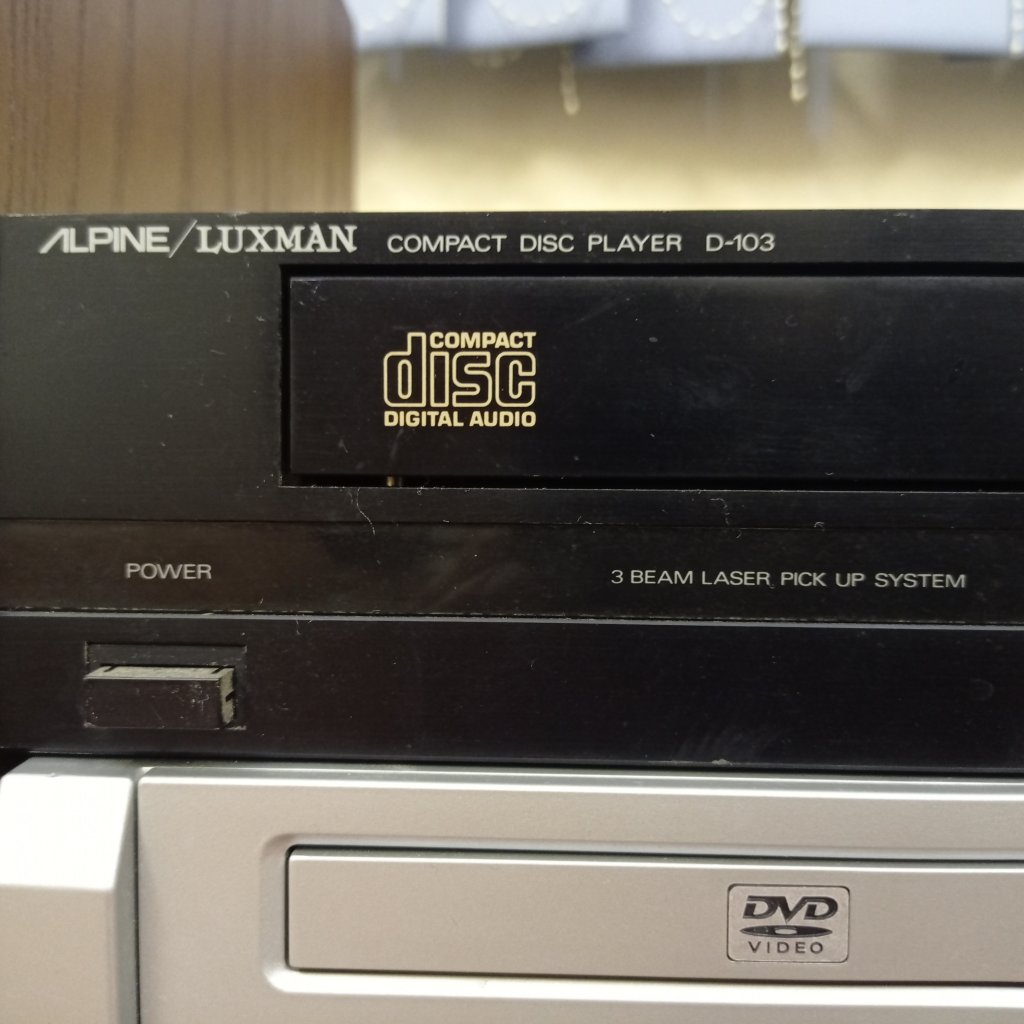 ALPINE/LUXMAN COMPACT DISC PLAYER D-103
COMPACT
disc
DIGITAL AUDIO
POWER
3 BEAM LASER PICK UP SYSTEM
DVD
VIDEO